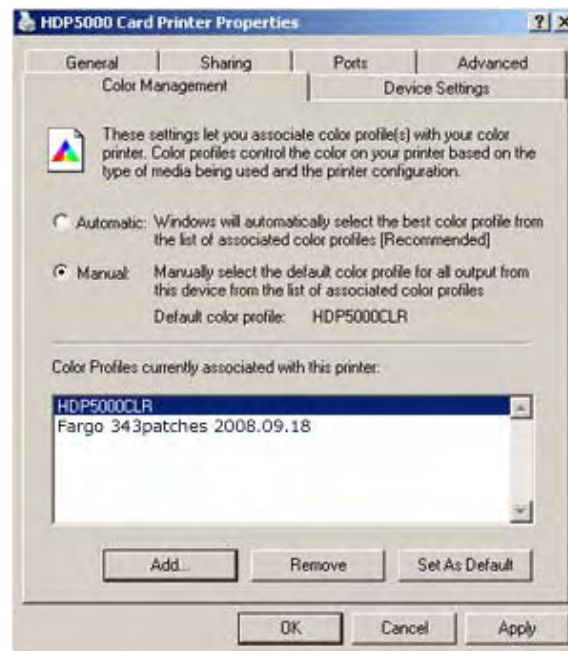 HDP5000 Card Printer Properties
General Sharing Ports Advanced
Color Management Device Settings
These settings let you associate color profile(s) with your color
printer. Color profiles control the color on your printer based on the
type of media being used and the printer configuration.
Automatic: Windows will automatically select the best color profile from
the list of associated color profiles [Recommended]
Manual: Manually select the default color profile for all output from
this device from the list of associated color profiles
Default color profile: HDP5000CLR
Color Profiles currently associated with this printer:
HDP5000CLR
Fargo 343patches 2008.09.18
Add... Remove Set As Default
OK Cancel Apply